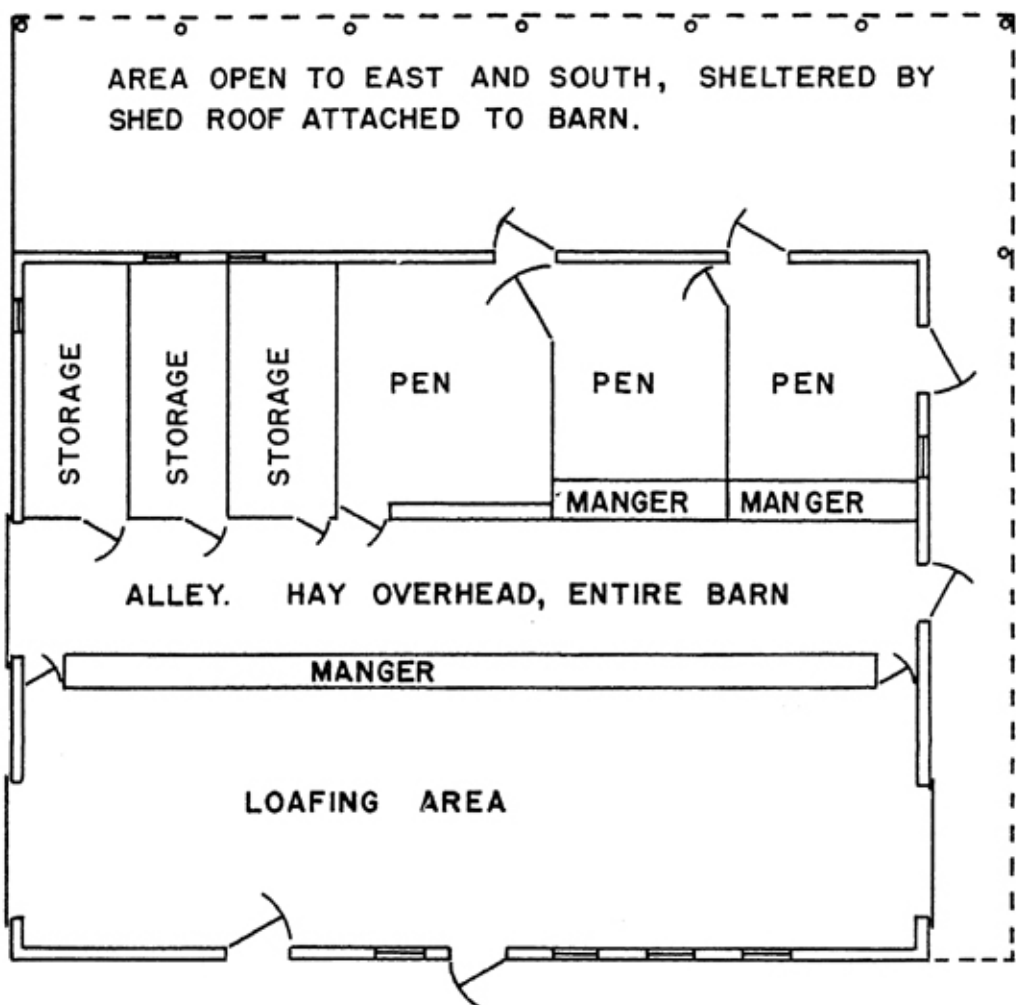 AREA OPEN TO EAST AND SOUTH, SHELTERED BY
SHED ROOF ATTACHED TO BARN.
STORAGE
STORAGE
STORAGE
PEN
PEN
PEN
MANGER
MANGER
ALLEY. HAY OVERHEAD, ENTIRE BARN
MANGER
LOAFING AREA